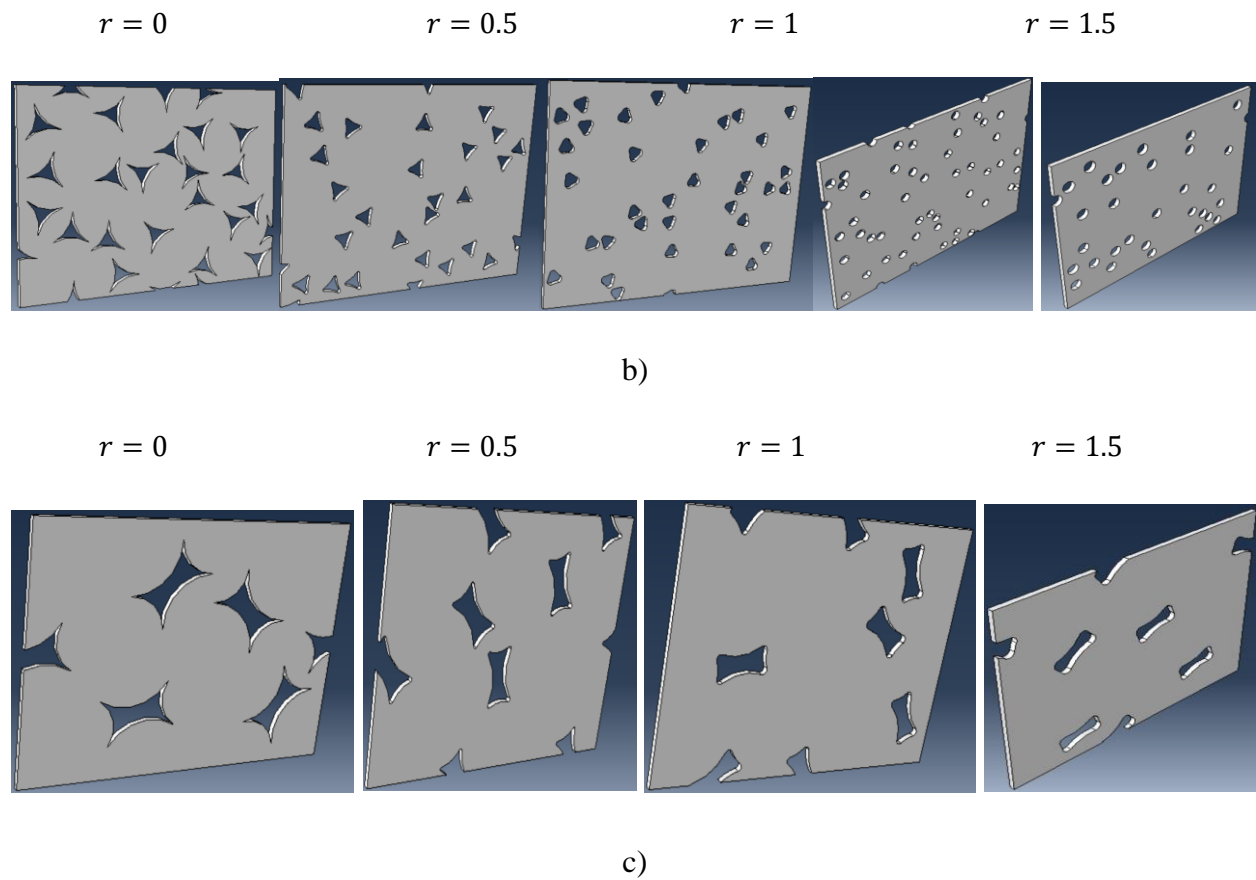 𝑟 = 0 𝑟 = 0.5 𝑟 = 1 𝑟 = 1.5
b)
𝑟 = 0 𝑟 = 0.5 𝑟 = 1 𝑟 = 1.5
c)